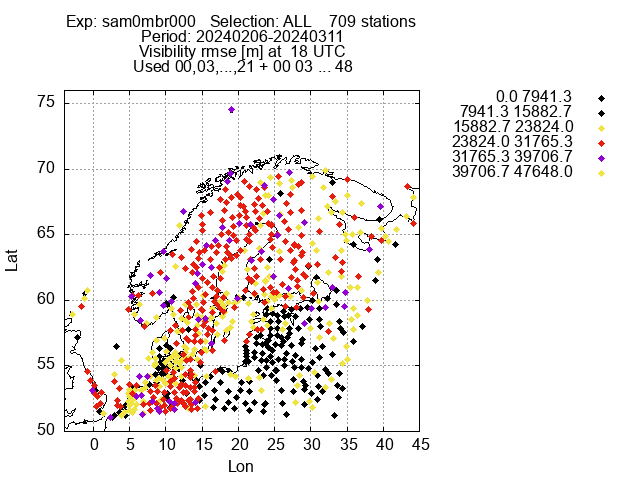 Exp: sam0mbr000   Selection: ALL    709 stations
Period: 20240206-20240311
Visibility rmse [m] at  18 UTC
Used 00,03,...,21 + 00 03 ... 48
0.0 7941.3
7941.3 15882.7
15882.7 23824.0
23824.0 31765.3
31765.3 39706.7
39706.7 47648.0
75
70
65
60
55
50
Lat
0 5 10 15 20 25 30 35 40 45
Lon